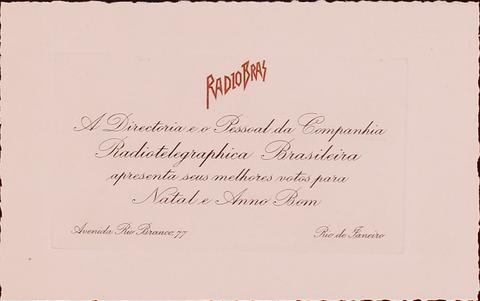 RADIOBRAS
A Directoria e o Pessoal da Companhia
Radiotelegraphica Brasileira
apresenta seus melhores votos para
Natal e Anno Bom
Avenida Rio Branco, 77
Rio de Janeiro